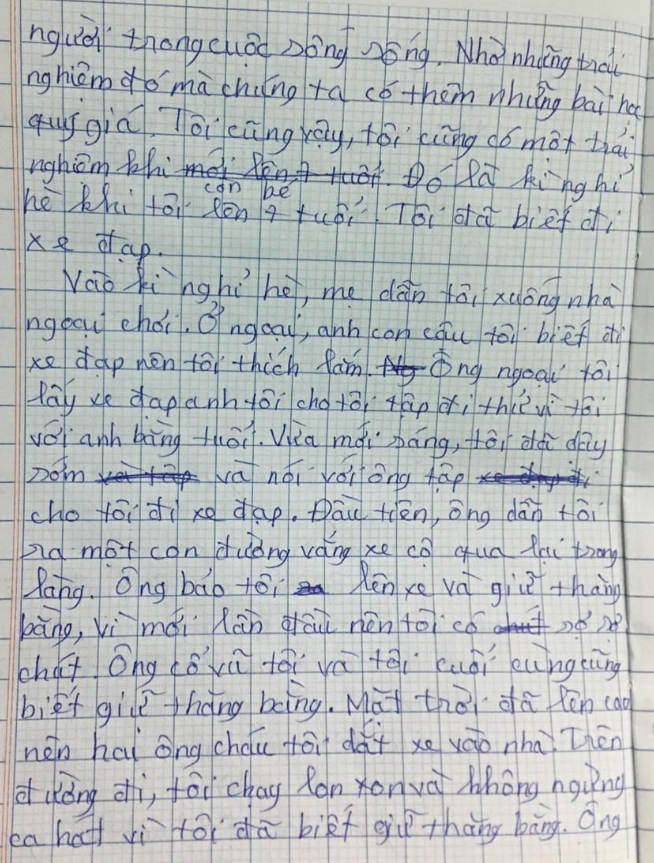 người trong cuộc sống sống. Nhờ những trải
nghiệm đó mà chúng ta có thêm những bài học
quý giá. Tôi cũng vậy, tôi cũng có một trải
nghiệm khi mới lên 7 tuổi. Đó là kì nghỉ
còn bé
hè khi tôi lên 7 tuổi. Tôi đã biết đi
xe đạp.
Vào kì nghỉ hè, mẹ dẫn tôi xuống nhà
ngoại chơi. Ở ngoại, anh con cậu tôi biết đi
xe đạp nên tôi thích lắm. Ng Ông ngoại tôi
lấy xe đạp anh tôi cho tôi tập đi thử vì tôi
với anh bằng tuổi. Vừa mới sáng, tôi đã dậy
sớm và tập và nói với ông tập xe đạp đi
cho tôi đi xe đạp. Đầu tiên, ông dẫn tôi
ra một con đường vắng xe cộ qua lại trong
làng. Ông bảo tôi lên xe và giữ thăng
bằng, vì mới lần đầu nên tôi có chút sợ sợ
chút. Ông cổ vũ tôi và tôi cuối cùng cũng
biết giữ thăng bằng. Mặt trời đã lên cao
nên hai ông cháu tôi dắt xe vào nhà. Trên
đường đi, tôi chạy lon xon và không ngừng
ca hát vì tôi đã biết giữ thăng bằng. Ông